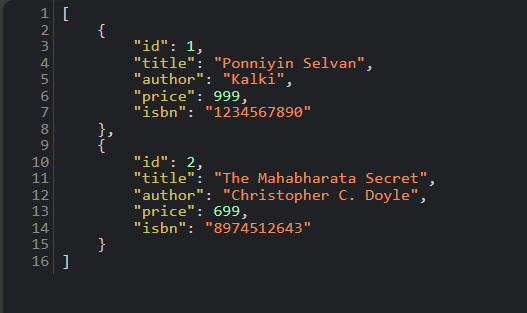 1 [
2     {
3         "id": 1,
4         "title": "Ponniyin Selvan",
5         "author": "Kalki",
6         "price": 999,
7         "isbn": "1234567890"
8     },
9     {
10         "id": 2,
11         "title": "The Mahabharata Secret",
12         "author": "Christopher C. Doyle",
13         "price": 699,
14         "isbn": "8974512643"
15     }
16 ]